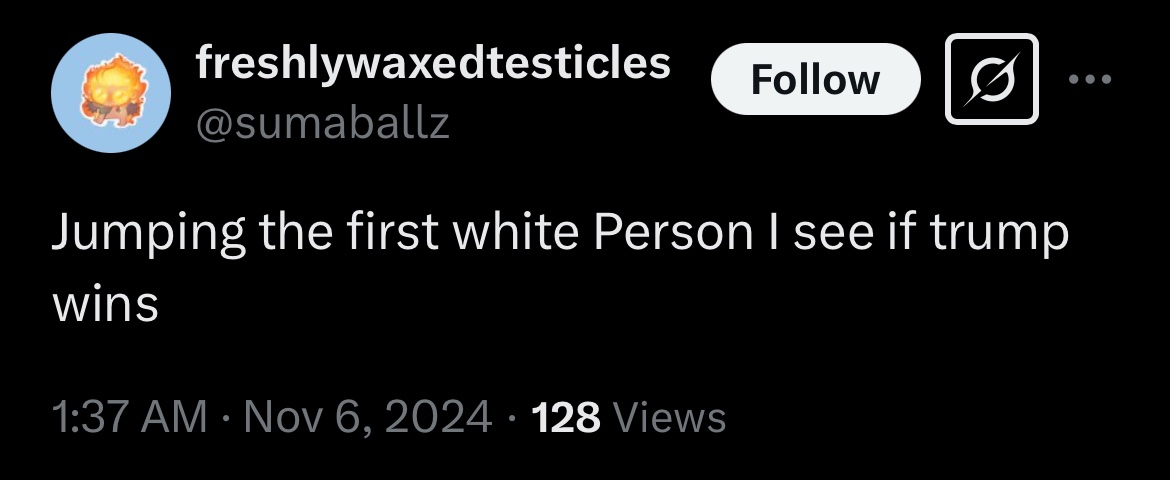 freshlywaxedtesticles
Follow
@sumaballz
Jumping the first white Person I see if trump
wins
1:37 AM · Nov 6, 2024 · 128 Views